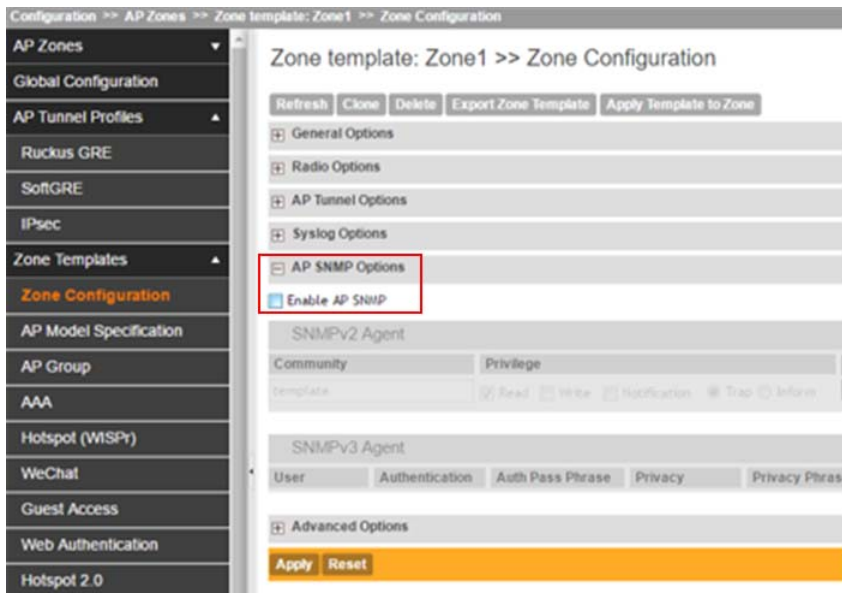 Configuration >> AP Zones >> Zone template: Zone1 >> Zone Configuration
AP Zones
Global Configuration
AP Tunnel Profiles
Ruckus GRE
SoftGRE
IPsec
Zone Templates
Zone Configuration
AP Model Specification
AP Group
AAA
Hotspot (WISPr)
WeChat
Guest Access
Web Authentication
Hotspot 2.0
Zone template: Zone1 >> Zone Configuration
Refresh Clone Delete Export Zone Template Apply Template to Zone
General Options
Radio Options
AP Tunnel Options
Syslog Options
AP SNMP Options
Enable AP SNMP
SNMPv2 Agent
Community Privilege
template Read Write Notification Trap Inform
SNMPv3 Agent
User Authentication Auth Pass Phrase Privacy Privacy Phras
Advanced Options
Apply Reset